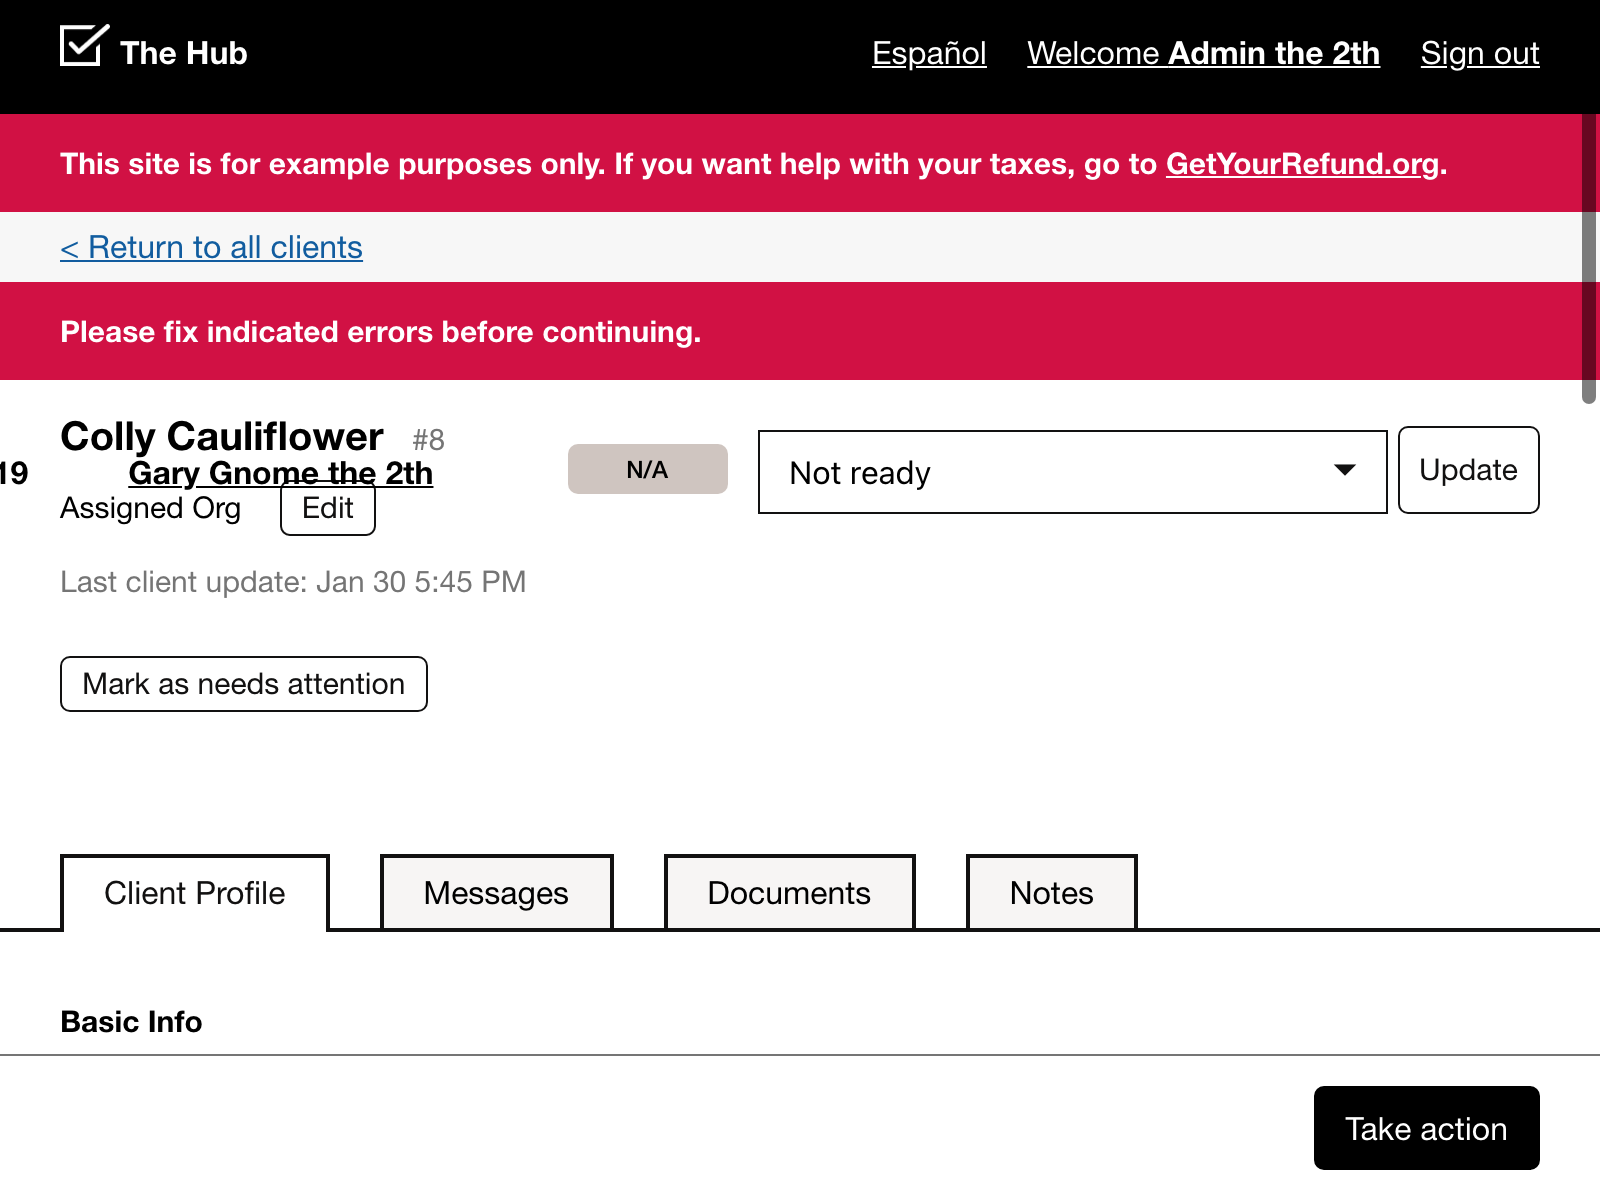 The Hub
Español Welcome Admin the 2th Sign out
This site is for example purposes only. If you want help with your taxes, go to GetYourRefund.org.
< Return to all clients
Please fix indicated errors before continuing.
Colly Cauliflower #8
19 Gary Gnome the 2th
N/A
Not ready
Update
Assigned Org Edit
Last client update: Jan 30 5:45 PM
Mark as needs attention
Client Profile Messages Documents Notes
Basic Info
Take action